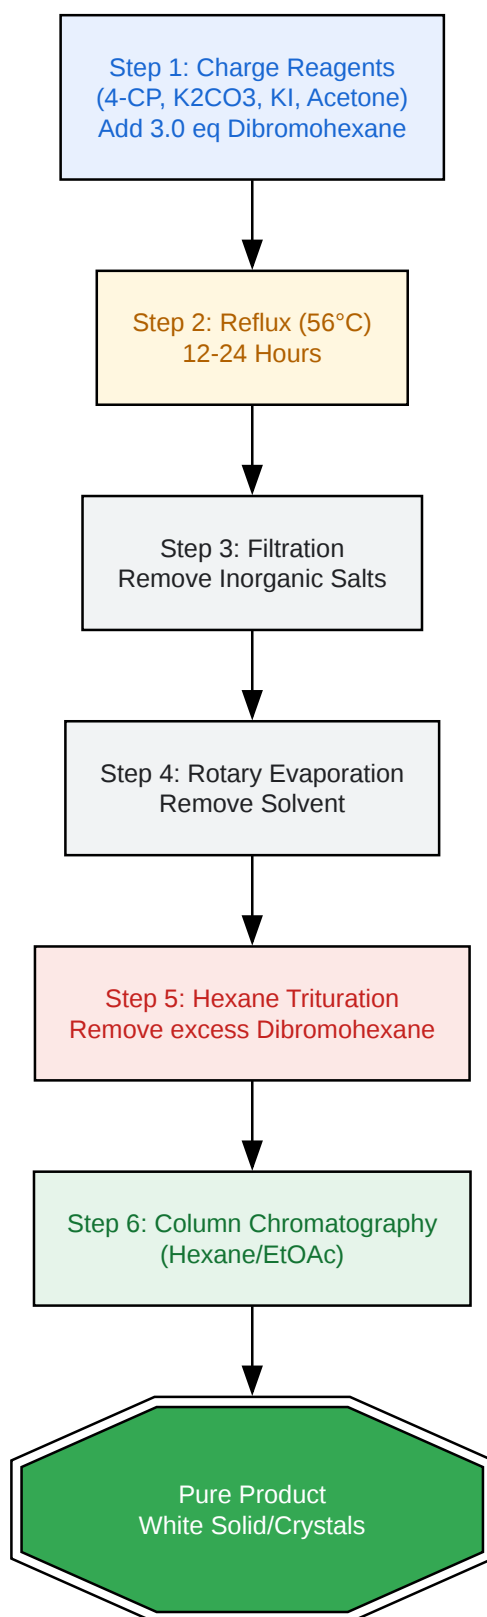 Step 1: Charge Reagents
(4-CP, K2CO3, KI, Acetone)
Add 3.0 eq Dibromohexane
Step 2: Reflux (56°C)
12-24 Hours
Step 3: Filtration
Remove Inorganic Salts
Step 4: Rotary Evaporation
Remove Solvent
Step 5: Hexane Trituration
Remove excess Dibromohexane
Step 6: Column Chromatography
(Hexane/EtOAc)
Pure Product
White Solid/Crystals